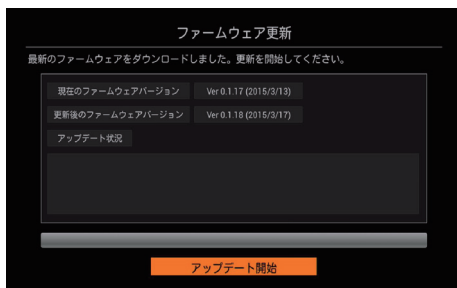 ファームウェア更新
最新のファームウェアをダウンロードしました。更新を開始してください。
現在のファームウェアバージョン Ver 0.1.17 (2015/3/13)
更新後のファームウェアバージョン Ver 0.1.18 (2015/3/17)
アップデート状況
アップデート開始